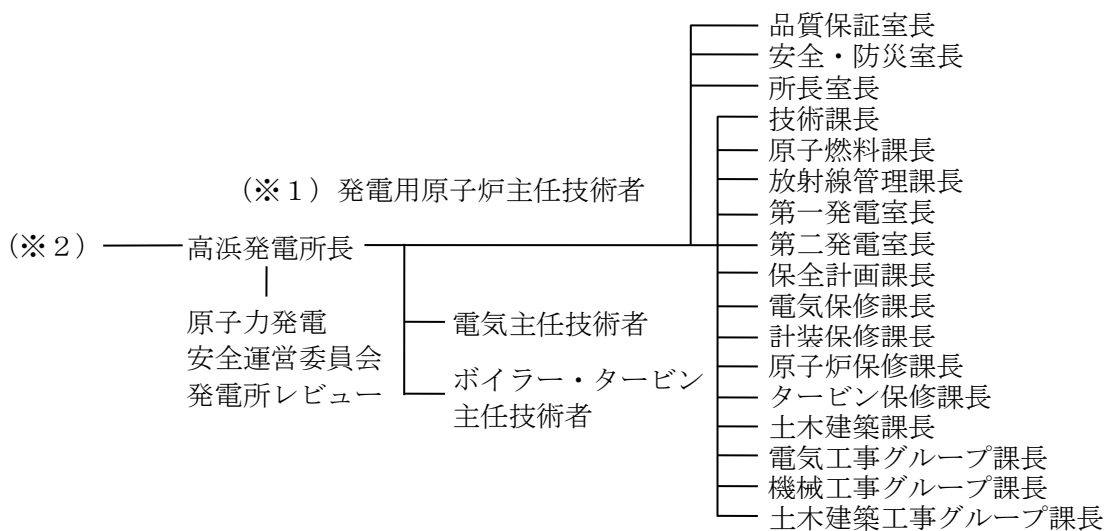 品質保証室長
安全・防災室長
所長室長
技術課長
原子燃料課長
(※1)発電用原子炉主任技術者
放射線管理課長
第一発電室長
(※2)
高浜発電所長
第二発電室長
保全計画課長
原子力発電
安全運営委員会
発電所レビュー
電気主任技術者
ボイラー・タービン
主任技術者
電気保修課長
計装保修課長
原子炉保修課長
タービン保修課長
土木建築課長
電気工事グループ課長
機械工事グループ課長
土木建築工事グループ課長